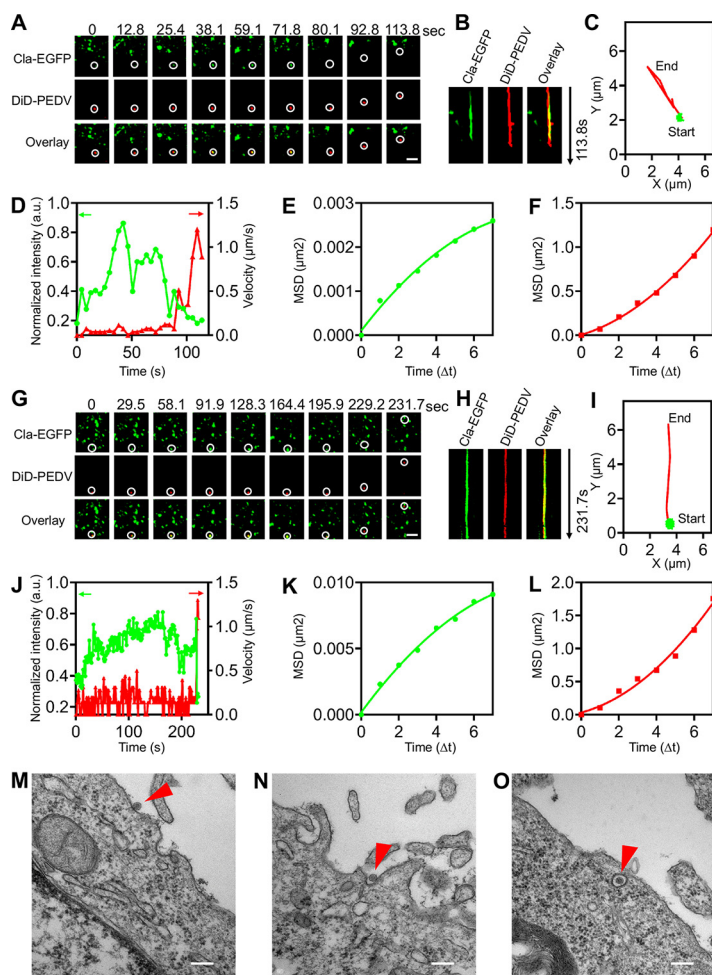 A
0 12.8 25.4 38.1 59.1 71.8 80.1 92.8 113.8 sec
Cla-EGFP
DiD-PEDV
Overlay
B
Cla-EGFP
DiD-PEDV
Overlay
113.8s
C
6
4
2
0
Y (µm)
End
Start
0 2 4 6
X (µm)
D
1.0
0.8
0.6
0.4
0.2
Normalized intensity (a.u.)
1.5
1.0
0.5
0.0
Velocity (µm/s)
0 50 100
Time (s)
E
0.003
0.002
0.001
0.000
MSD (µm2)
0 2 4 6
Time (Δt)
F
1.5
1.0
0.5
0.0
MSD (µm2)
0 2 4 6
Time (Δt)
G
0 29.5 58.1 91.9 128.3 164.4 195.9 229.2 231.7 sec
Cla-EGFP
DiD-PEDV
Overlay
H
Cla-EGFP
DiD-PEDV
Overlay
231.7s
I
6
4
2
0
Y (µm)
End
Start
0 2 4 6
X (µm)
J
1.0
0.8
0.6
0.4
0.2
Normalized intensity (a.u.)
1.5
1.0
0.5
0.0
Velocity (µm/s)
0 100 200
Time (s)
K
0.010
0.005
0.000
MSD (µm2)
0 2 4 6
Time (Δt)
L
2.0
1.5
1.0
0.5
0.0
MSD (µm2)
0 2 4 6
Time (Δt)
M
N
O